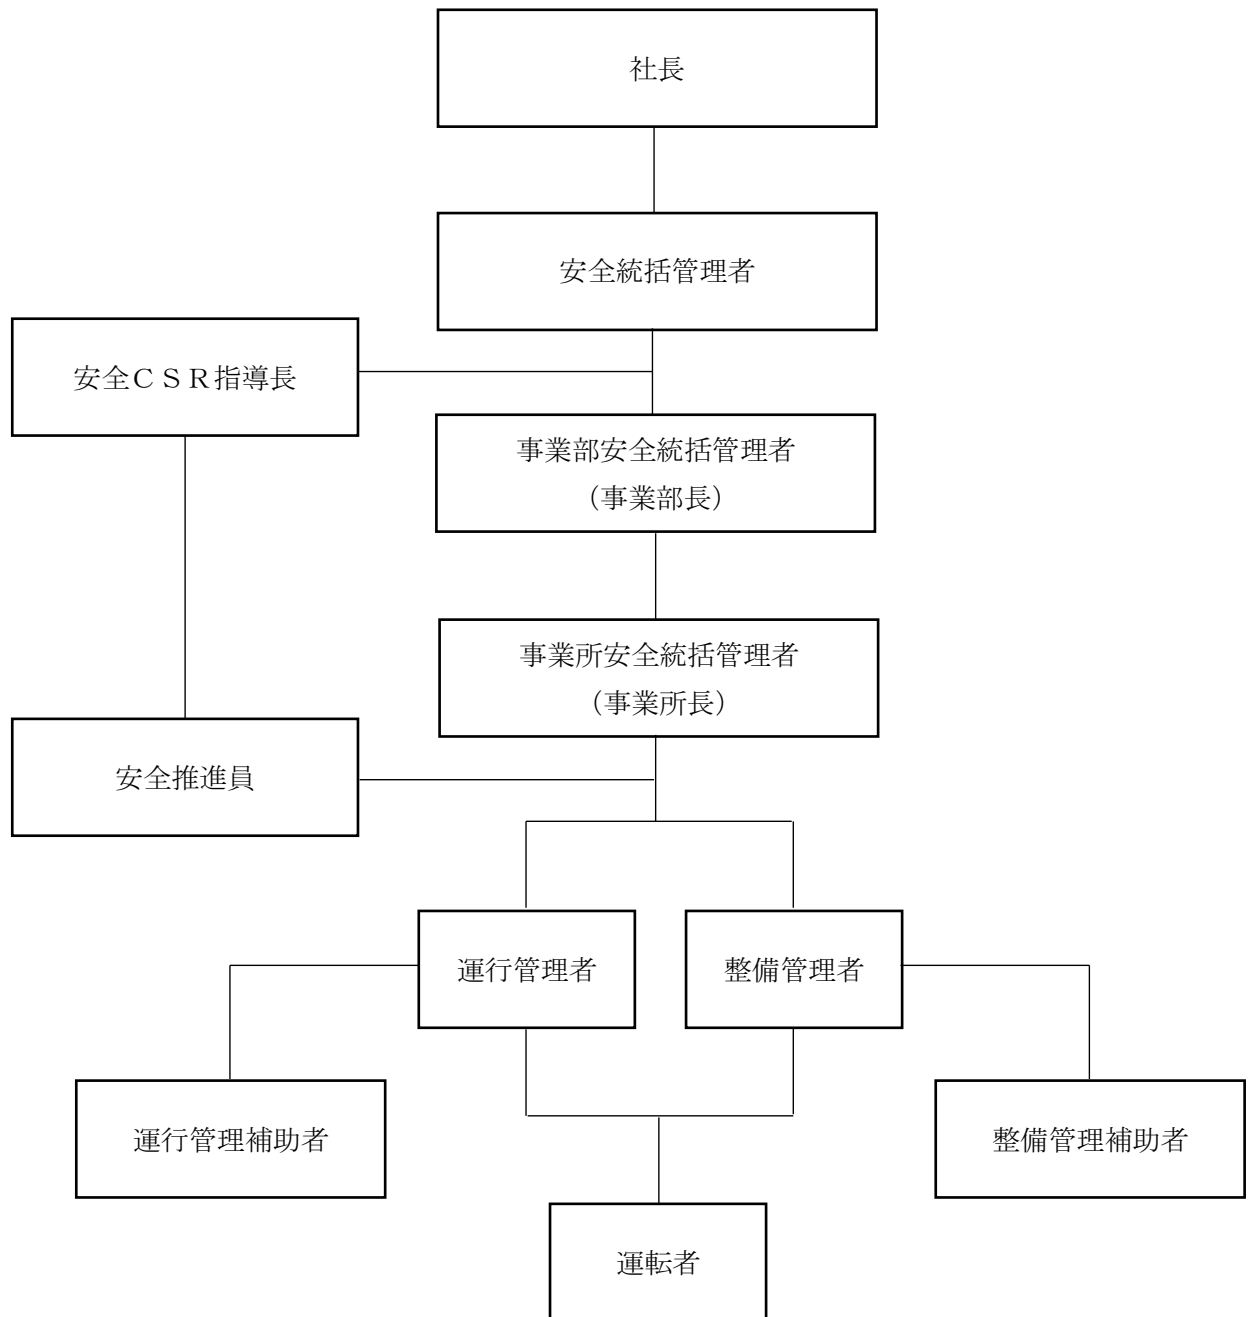 社長
安全統括管理者
安全ＣＳＲ指導長
事業部安全統括管理者
（事業部長）
事業所安全統括管理者
（事業所長）
安全推進員
運行管理者
整備管理者
運行管理補助者
整備管理補助者
運転者